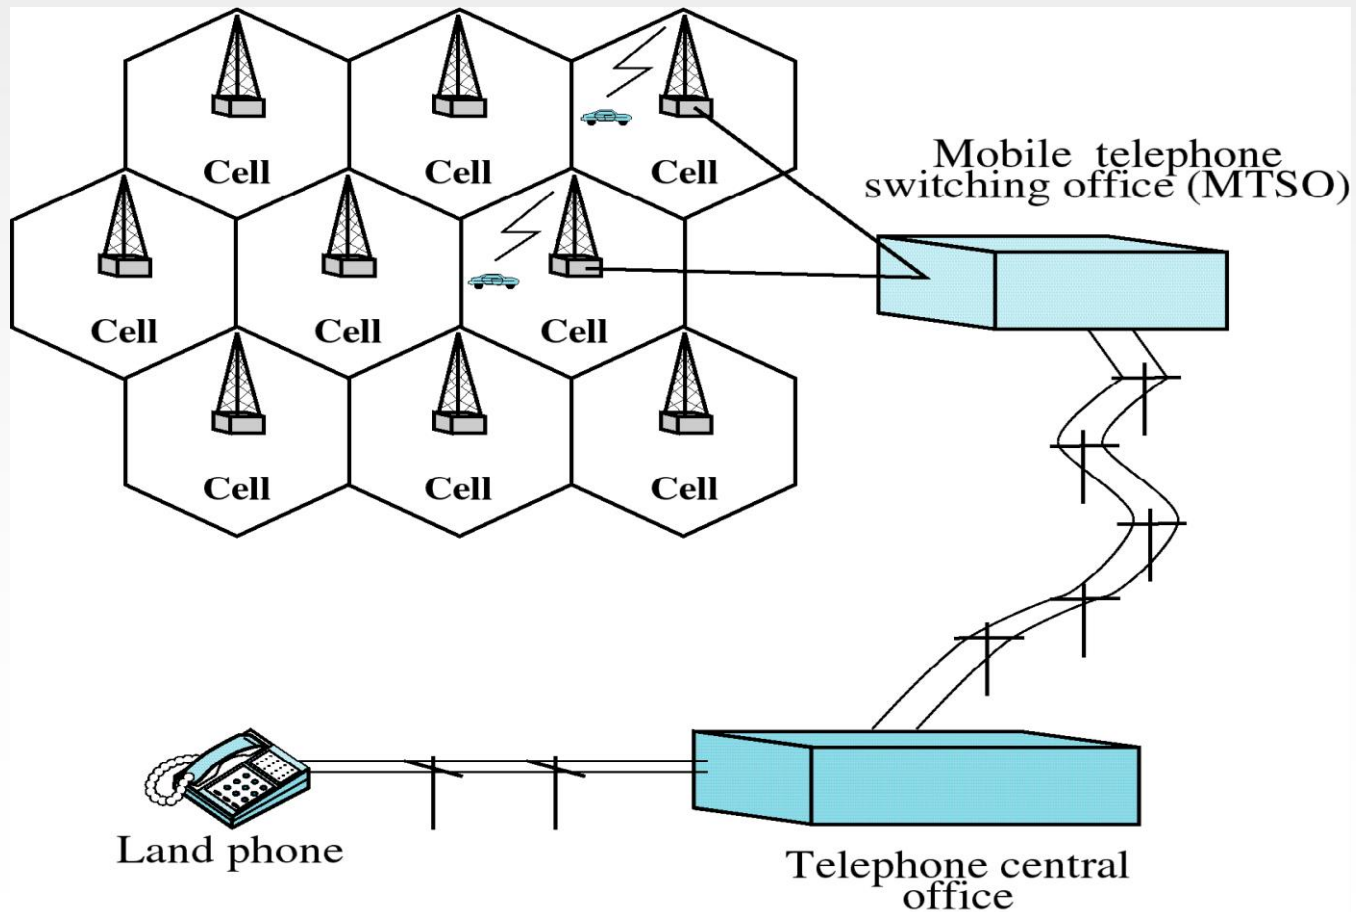 Cell
Cell
Mobile telephone
switching office (MTSO)
Cell
Cell
Cell
Cell
Cell
Cell
Cell
Land phone
Telephone central
office